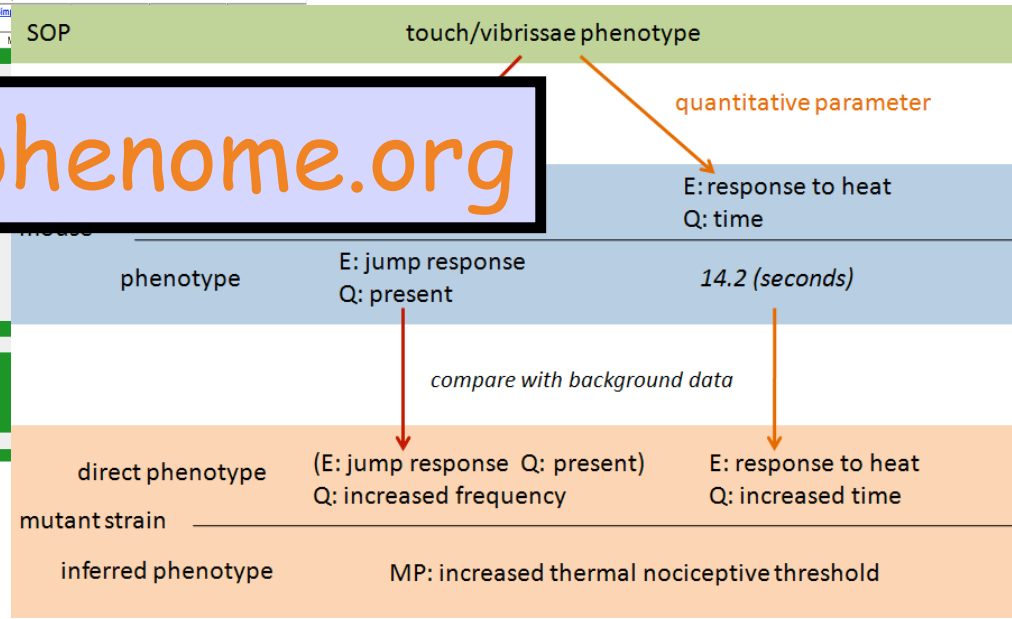 SOP
touch/vibrissae phenotype
quantitative parameter
phenome.org
E: response to heat
Q: time
mouse
phenotype
E: jump response
Q: present
14.2 (seconds)
compare with background data
direct phenotype
(E: jump response Q: present)
Q: increased frequency
E: response to heat
Q: increased time
mutant strain
inferred phenotype
MP: increased thermal nociceptive threshold